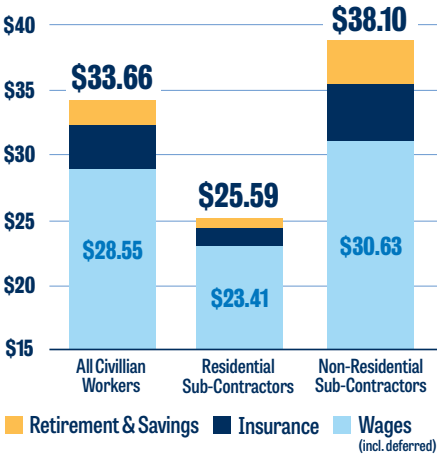 $40
$38.10
$35
$33.66
$30
$25.59
$25
$28.55
$30.63
$23.41
$20
$15
All Civillian
Workers
Residential
Sub-Contractors
Non-Residential
Sub-Contractors
Retirement & Savings
Insurance
Wages
(incl. deferred)